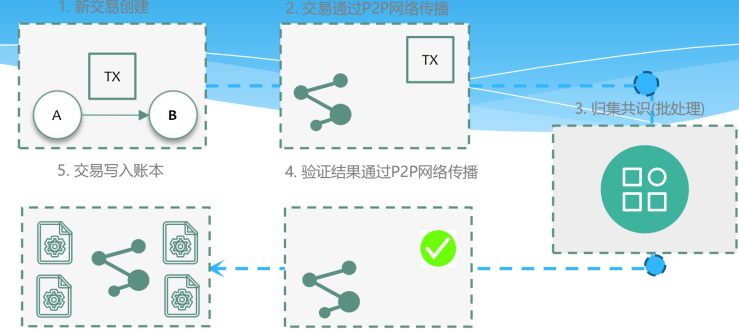 1. 新交易创建
2. 交易通过P2P网络传播
TX
TX
A
B
3. 归集共识(批处理)
5. 交易写入账本
4. 验证结果通过P2P网络传播